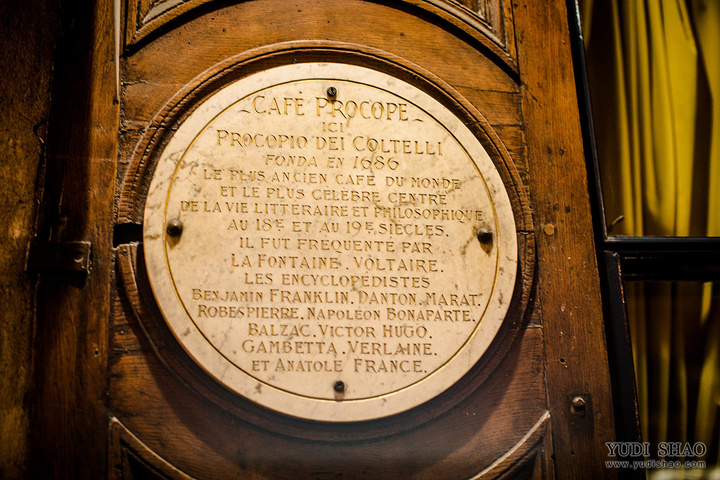 CAFÉ PROCOPE
ICI
PROCOPIO DEI COLTELLI
FONDA EN 1686
LE PLUS ANCIEN CAFÉ DU MONDE
ET LE PLUS CÉLÈBRE CENTRE
DE LA VIE LITTÉRAIRE ET PHILOSOPHIQUE
AU 18E ET AU 19E SIÈCLES.
IL FUT FRÉQUENTÉ PAR
LA FONTAINE. VOLTAIRE.
LES ENCYCLOPÉDISTES
BENJAMIN FRANKLIN. DANTON. MARAT.
ROBESPIERRE. NAPOLÉON BONAPARTE.
BALZAC. VICTOR HUGO.
GAMBETTA. VERLAINE.
ET ANATOLE FRANCE.
YUDI SHAO
www.yudishao.com